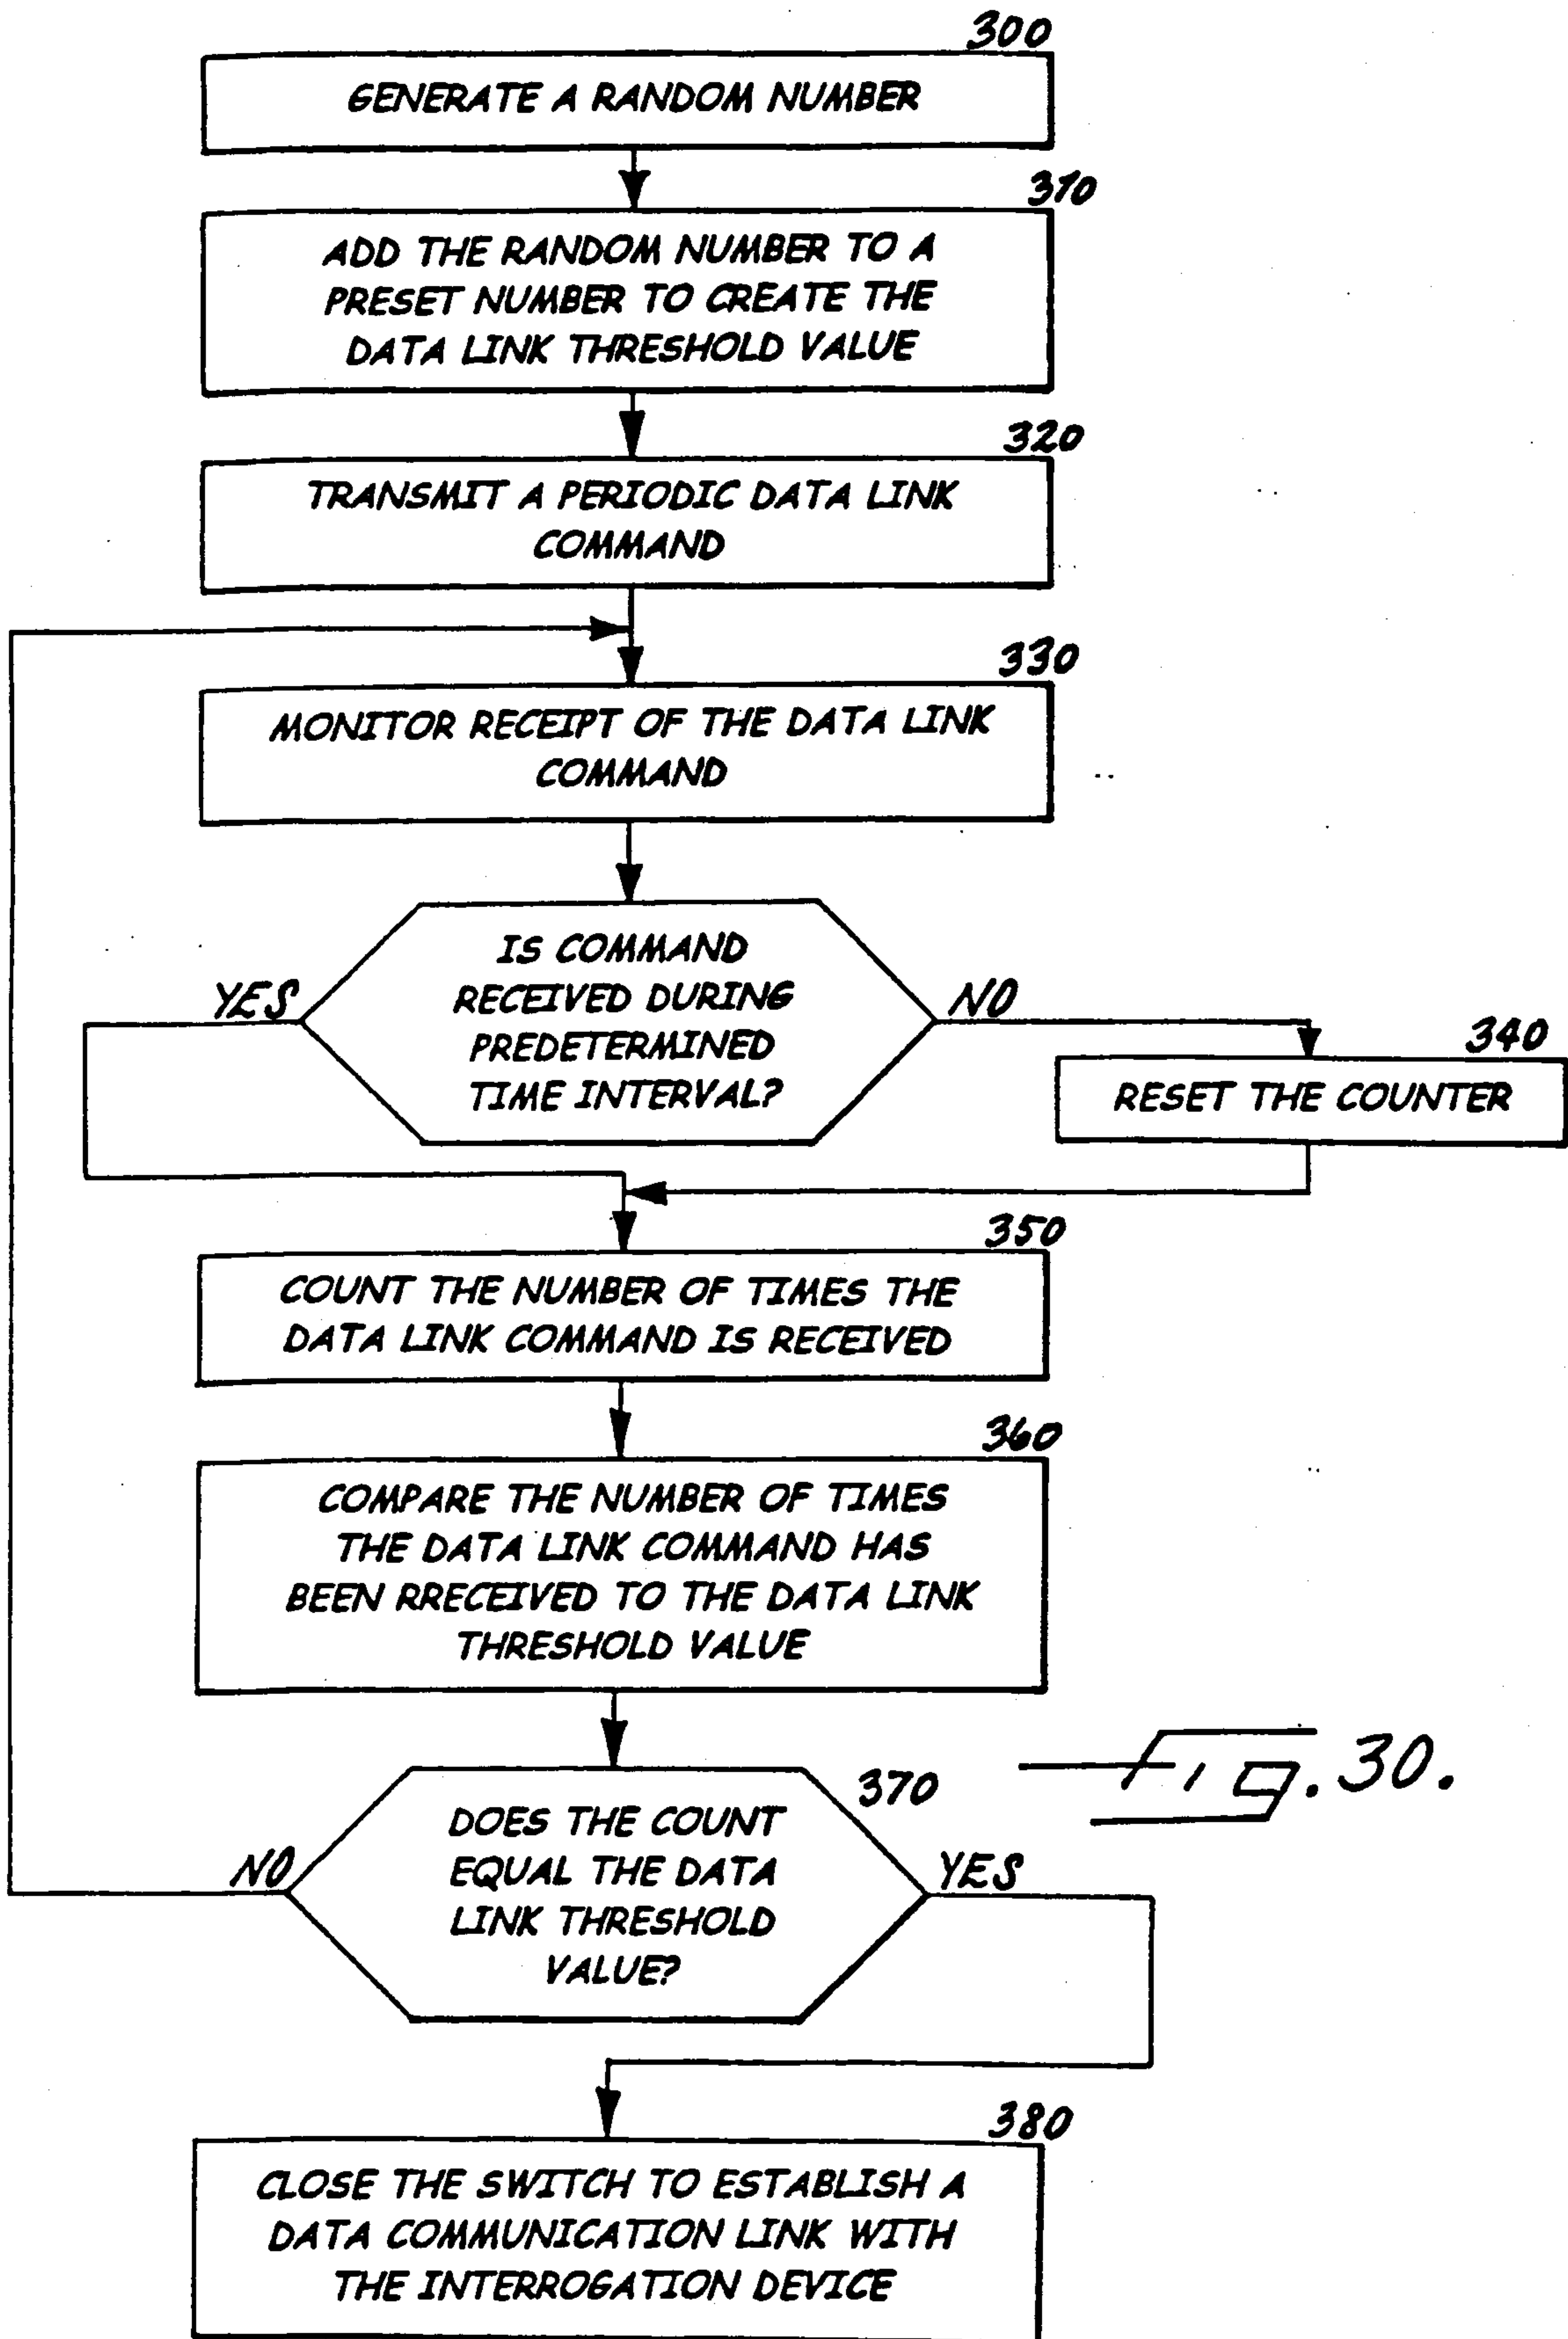 300
GENERATE A RANDOM NUMBER
310
ADD THE RANDOM NUMBER TO A
PRESET NUMBER TO CREATE THE
DATA LINK THRESHOLD VALUE
320
TRANSMIT A PERIODIC DATA LINK
COMMAND
330
MONITOR RECEIPT OF THE DATA LINK
COMMAND
IS COMMAND
RECEIVED DURING
PREDETERMINED
TIME INTERVAL?
YES
NO
340
RESET THE COUNTER
350
COUNT THE NUMBER OF TIMES THE
DATA LINK COMMAND IS RECEIVED
360
COMPARE THE NUMBER OF TIMES
THE DATA LINK COMMAND HAS
BEEN RRECEIVED TO THE DATA LINK
THRESHOLD VALUE
370
DOES THE COUNT
EQUAL THE DATA
LINK THRESHOLD
VALUE?
NO
YES
Fig. 30.
380
CLOSE THE SWITCH TO ESTABLISH A
DATA COMMUNICATION LINK WITH
THE INTERROGATION DEVICE